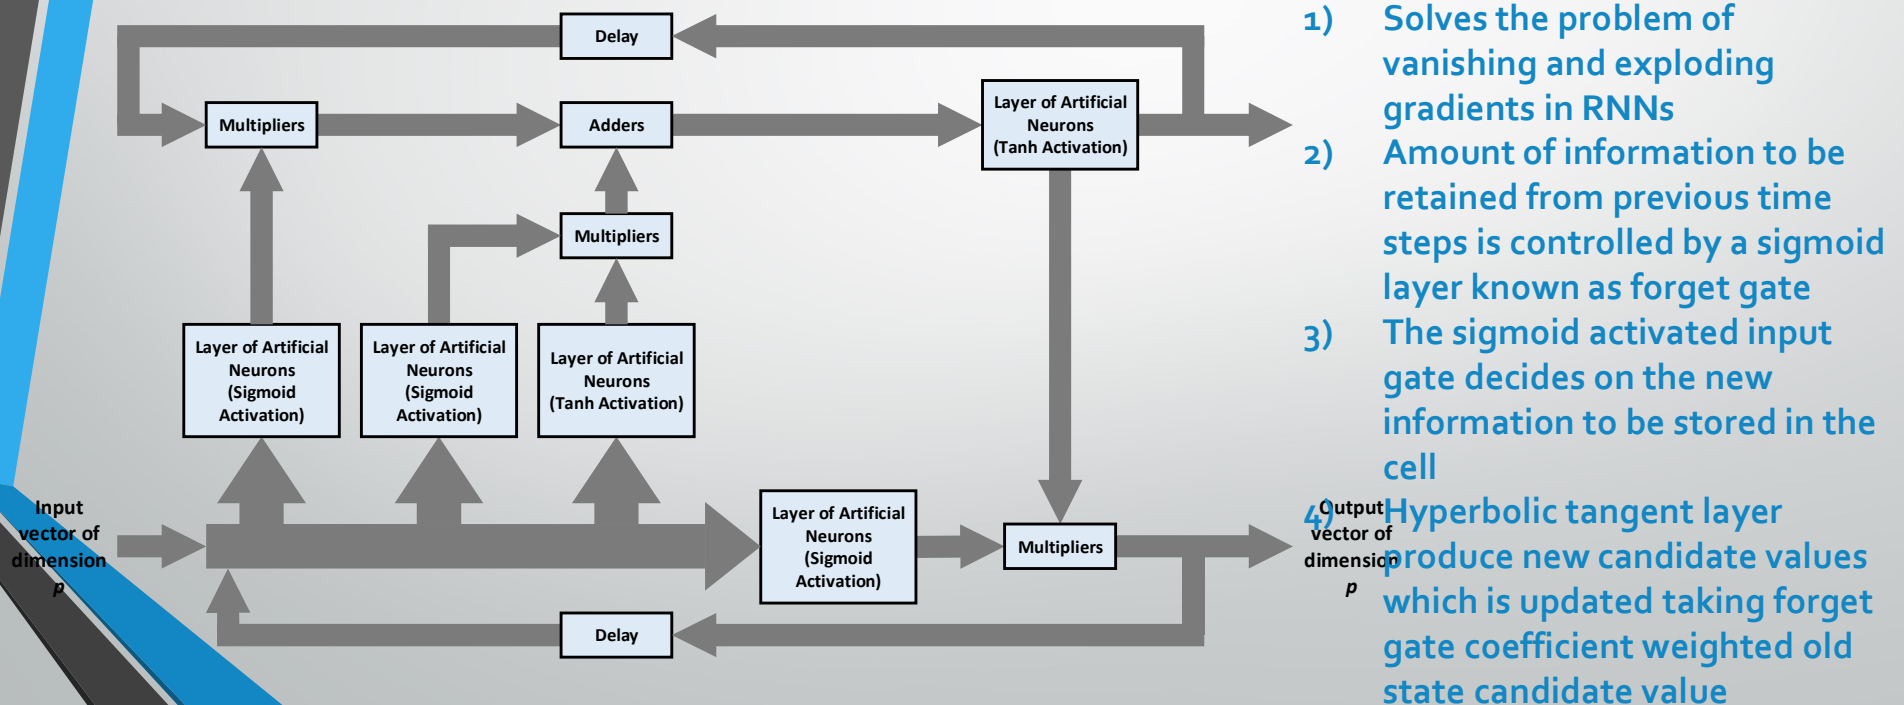 Delay
Multipliers
Adders
Layer of Artificial
Neurons
(Tanh Activation)
Multipliers
Layer of Artificial
Neurons
(Sigmoid
Activation)
Layer of Artificial
Neurons
(Sigmoid
Activation)
Layer of Artificial
Neurons
(Tanh Activation)
Input
vector of
dimension
p
Layer of Artificial
Neurons
(Sigmoid
Activation)
Multipliers
Output
vector of
dimension
p
Delay
1) Solves the problem of
vanishing and exploding
gradients in RNNs
2) Amount of information to be
retained from previous time
steps is controlled by a sigmoid
layer known as forget gate
3) The sigmoid activated input
gate decides on the new
information to be stored in the
cell
4) Hyperbolic tangent layer
produce new candidate values
which is updated taking forget
gate coefficient weighted old
state candidate value